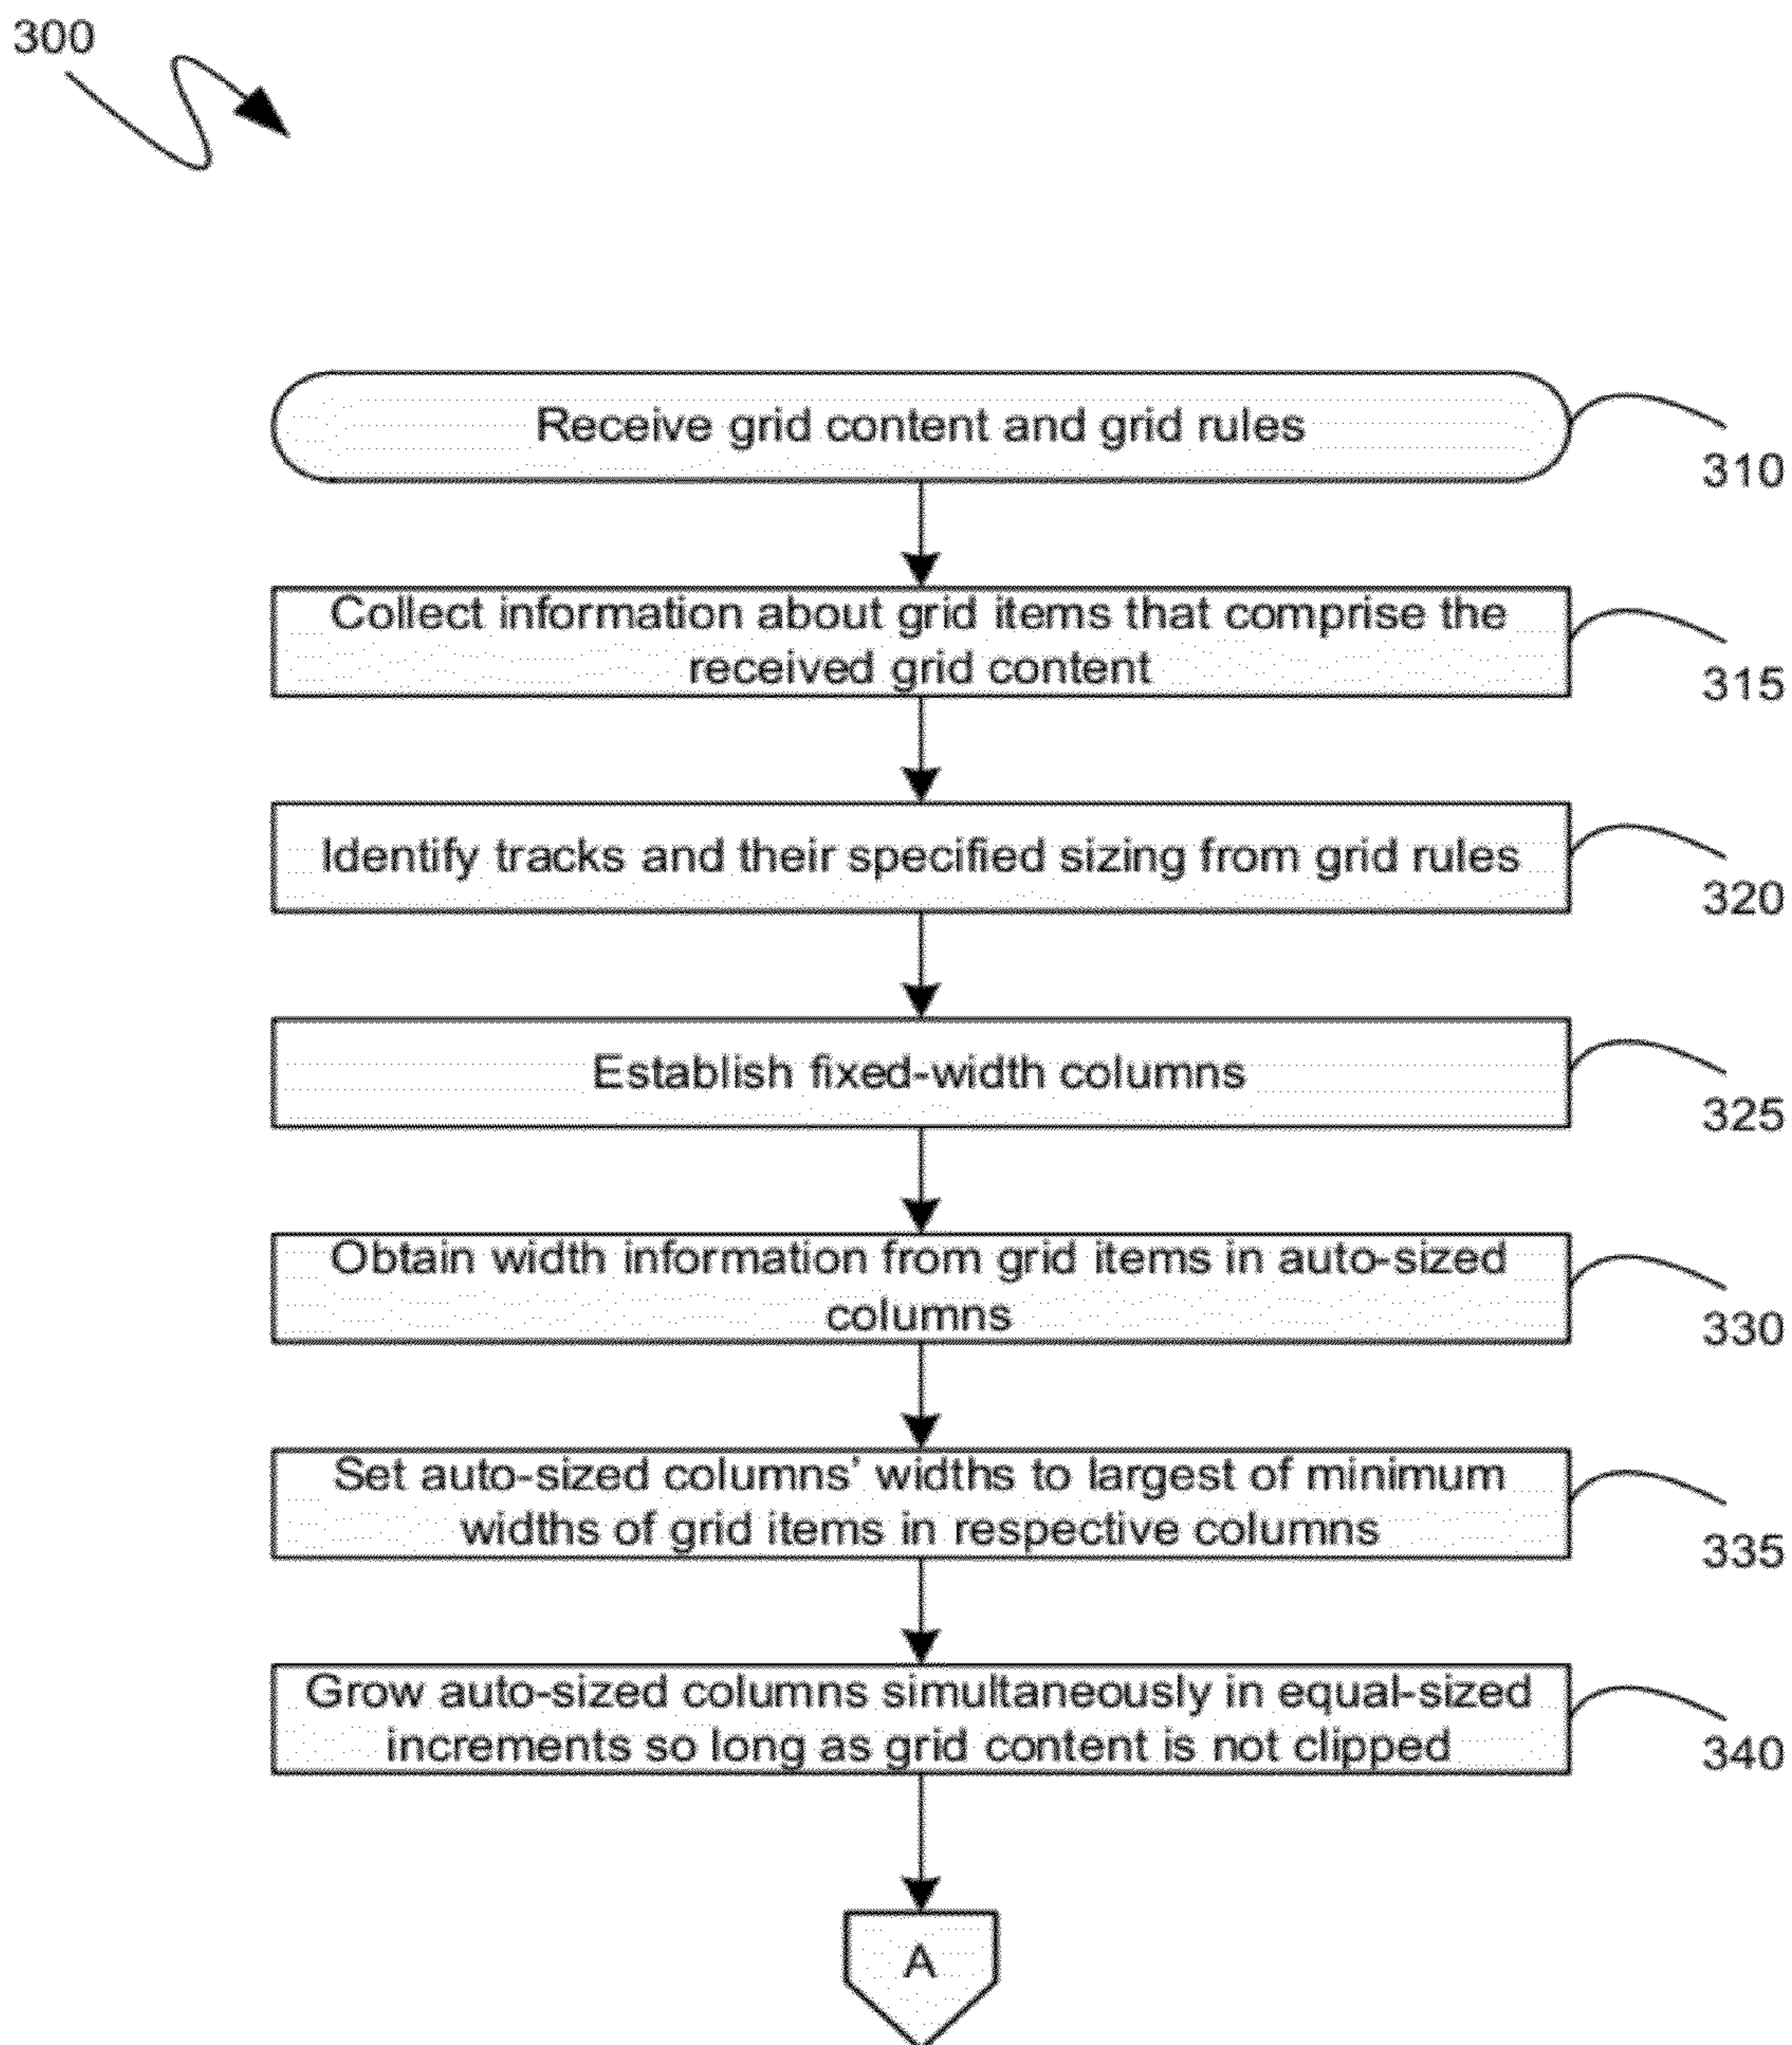 300
Receive grid content and grid rules
310
Collect information about grid items that comprise the
received grid content
315
Identify tracks and their specified sizing from grid rules
320
Establish fixed-width columns
325
Obtain width information from grid items in auto-sized
columns
330
Set auto-sized columns' widths to largest of minimum
widths of grid items in respective columns
335
Grow auto-sized columns simultaneously in equal-sized
increments so long as grid content is not clipped
340
A